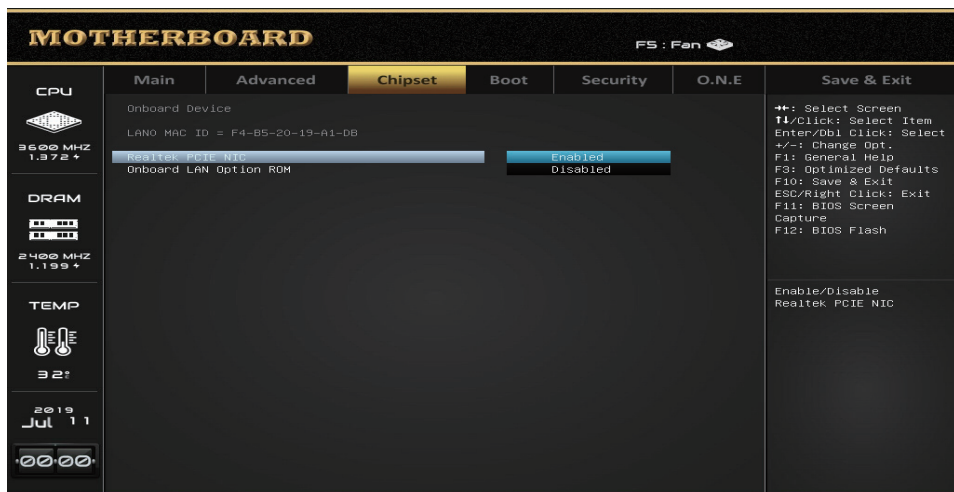 MOTHERBOARD
F5 : Fan
CPU
3600 MHZ
1.372 +
DRAM
2400 MHZ
1.199 +
TEMP
32°
2019
Jul 11
00:00
Main Advanced Chipset Boot Security O.N.E Save & Exit
Onboard Device
LAN0 MAC ID = F4-B5-20-19-A1-DB
Realtek PCIE NIC Enabled
Onboard LAN Option ROM Disabled
→←: Select Screen
↑↓/Click: Select Item
Enter/Dbl Click: Select
+/-: Change Opt.
F1: General Help
F3: Optimized Defaults
F10: Save & Exit
ESC/Right Click: Exit
F11: BIOS Screen
Capture
F12: BIOS Flash
Enable/Disable
Realtek PCIE NIC